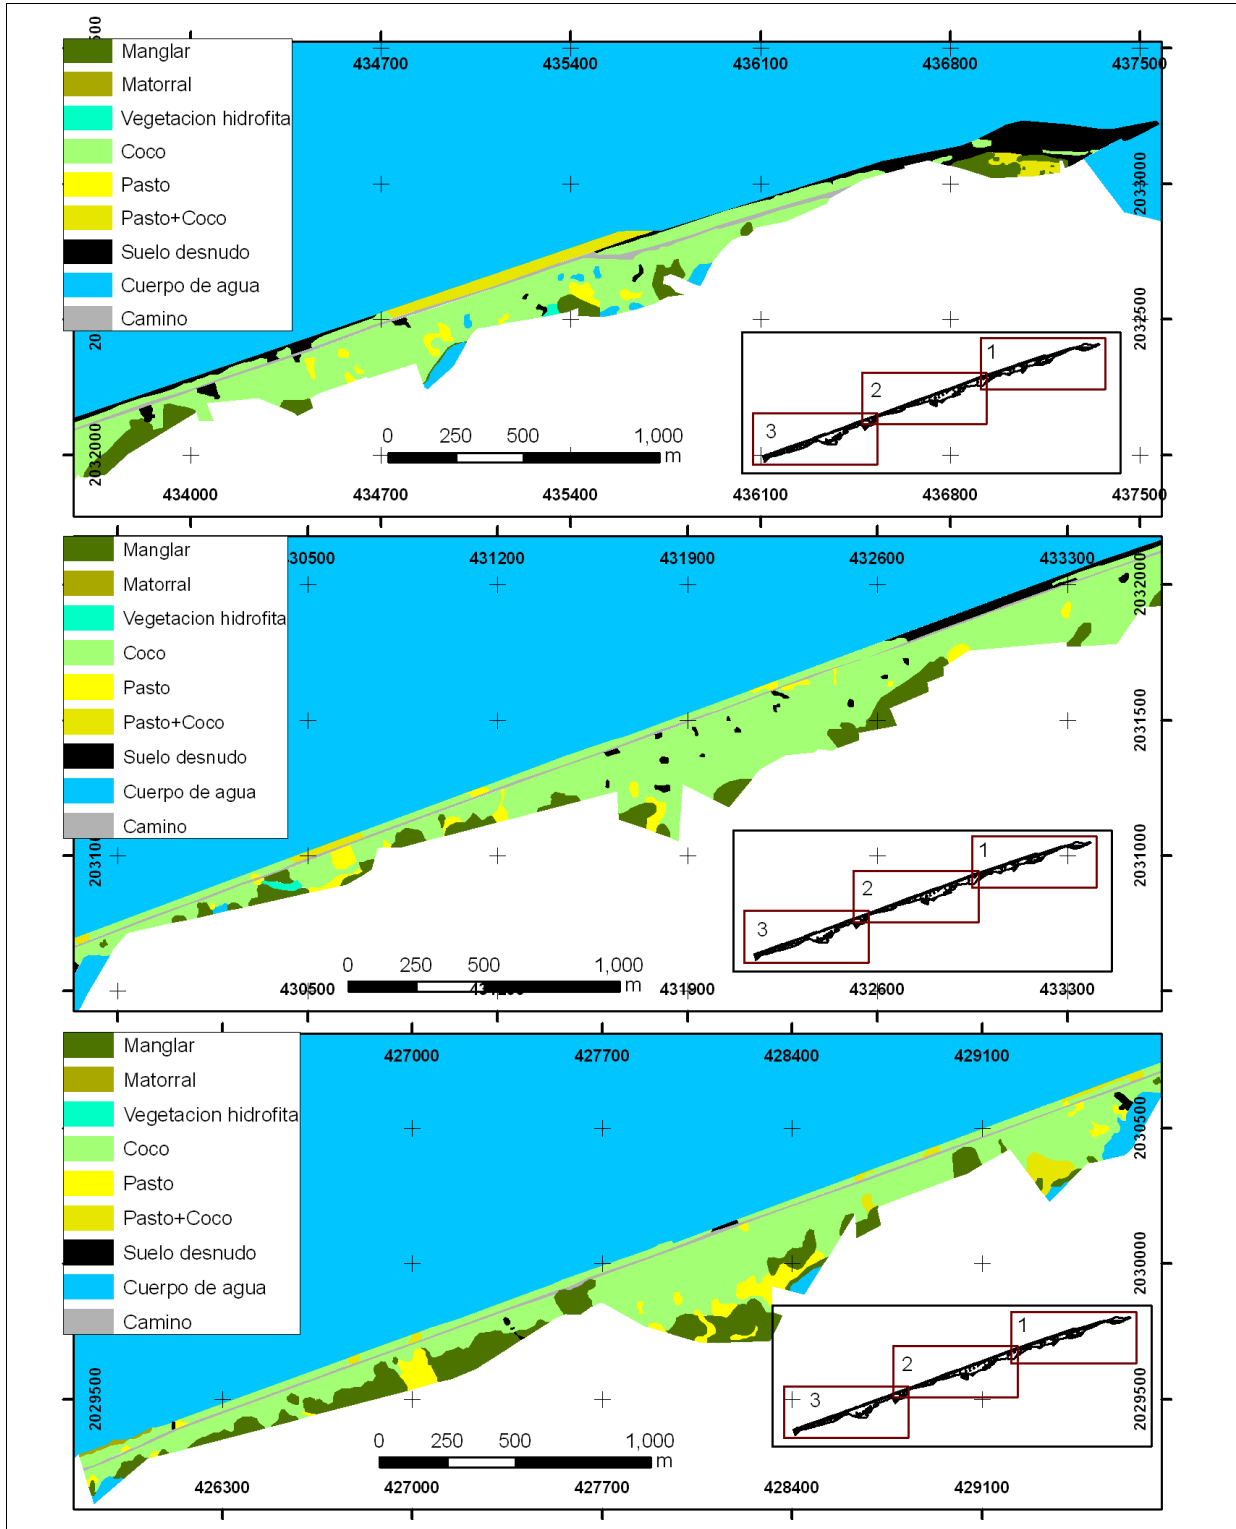 Manglar
Matorral
Vegetacion hidrofita
Coco
Pasto
Pasto+Coco
Suelo desnudo
Cuerpo de agua
Camino
434700 435400 436100 436800 437500
2033000
2032500
2032000
0 250 500 1,000
m
1
2
3
434000 434700 435400 436100 436800 437500
Manglar
Matorral
Vegetacion hidrofita
Coco
Pasto
Pasto+Coco
Suelo desnudo
Cuerpo de agua
Camino
431200 431900 432600 433300
2032000
2031500
2031000
0 250 500 1,000
m
1
2
3
430500 431900 432600 433300
Manglar
Matorral
Vegetacion hidrofita
Coco
Pasto
Pasto+Coco
Suelo desnudo
Cuerpo de agua
Camino
427000 427700 428400 429100
2030500
2030000
2029500
2029500
0 250 500 1,000
m
1
2
3
426300 427000 427700 428400 429100